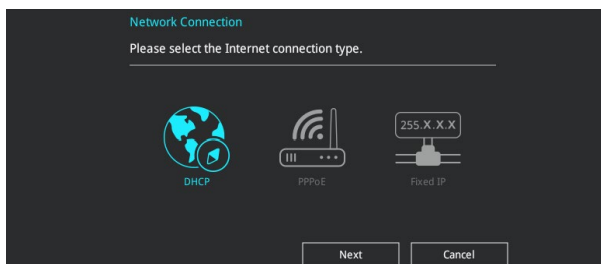 Network Connection
Please select the Internet connection type.
255.X.X.X
DHCP
PPPoE
Fixed IP
Next
Cancel